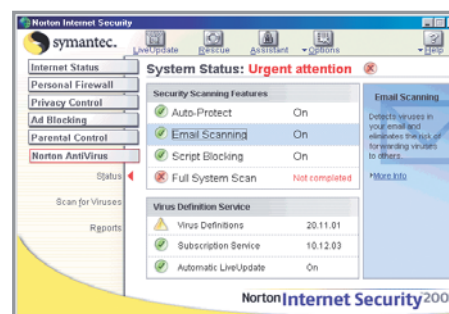 Norton Internet Security
symantec.
LiveUpdate Rescue Assistant Options Help
Internet Status
Personal Firewall
Privacy Control
Ad Blocking
Parental Control
Norton AntiVirus
Status
Scan for Viruses
Reports
System Status: Urgent attention
Security Scanning Features
Auto-Protect On
Email Scanning On
Script Blocking On
Full System Scan Not completed
Virus Definition Service
Virus Definitions 20.11.01
Subscription Service 10.12.03
Automatic LiveUpdate On
Email Scanning
Detects viruses in
your email and
eliminates the risk of
forwarding viruses
to others.
More Info
Norton Internet Security 200